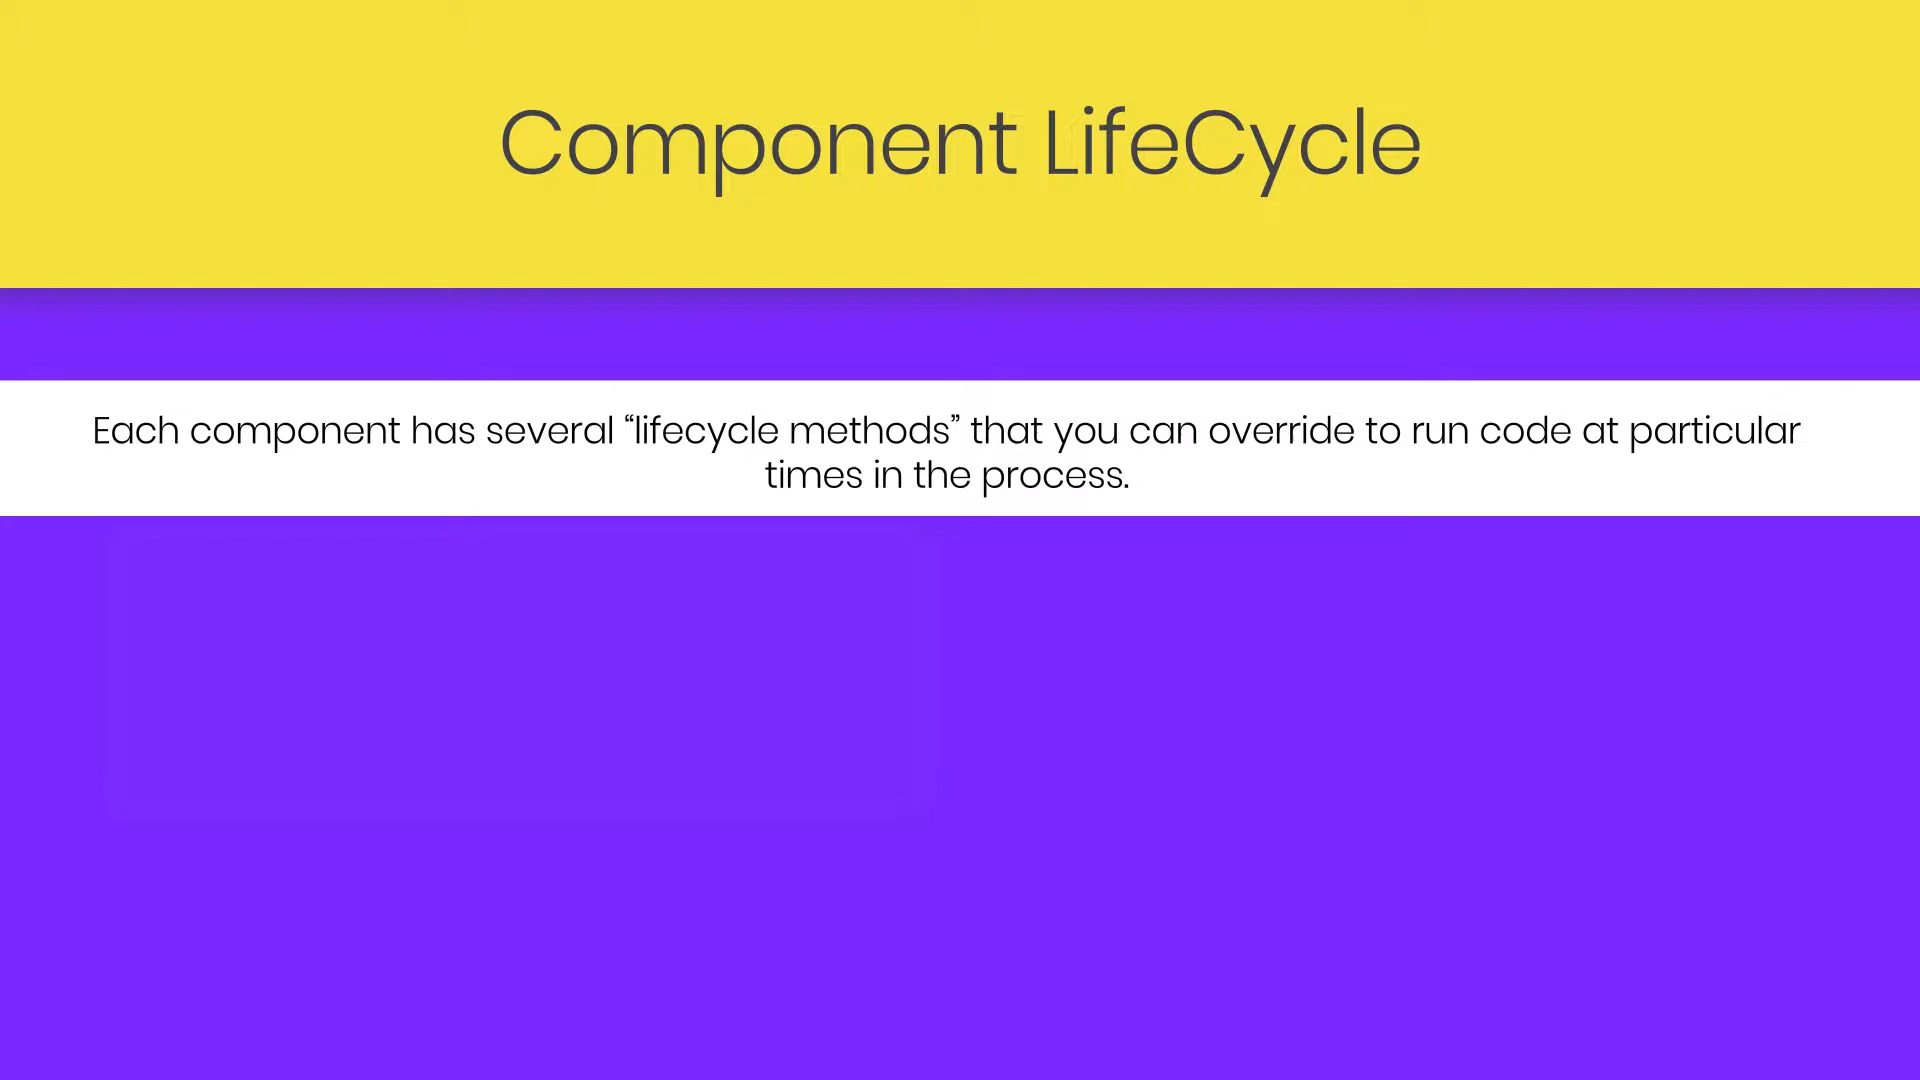 Component LifeCycle
Each component has several “lifecycle methods” that you can override to run code at particular
times in the process.